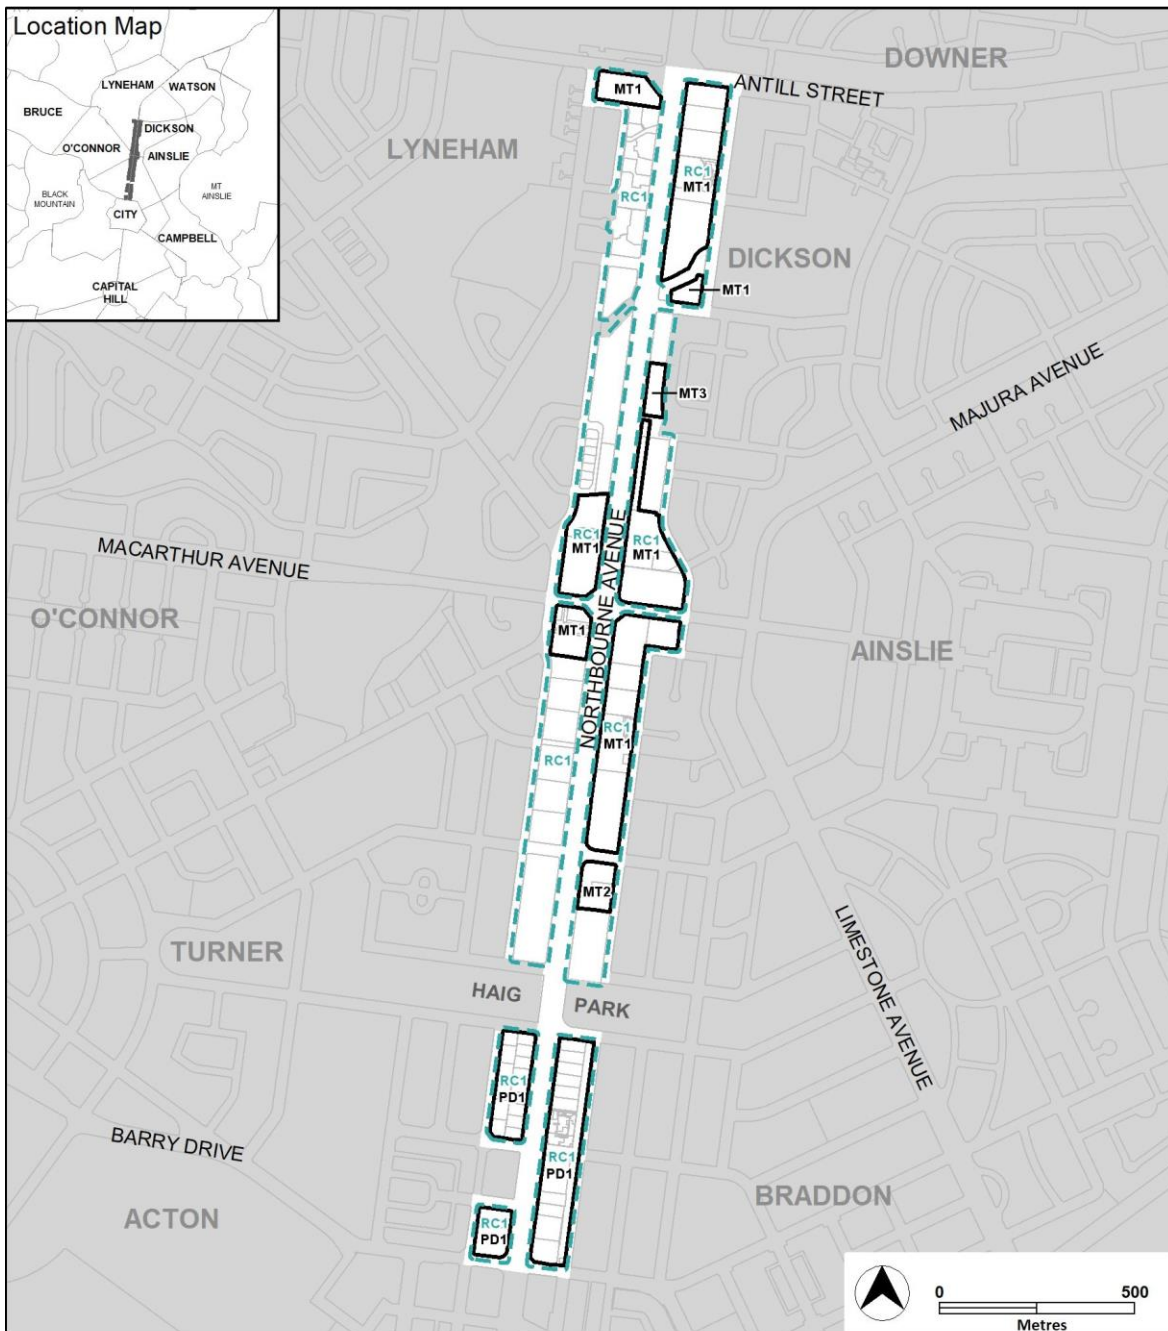 Location Map
LYNEHAM
WATSON
BRUCE
DICKSON
O'CONNOR
AINSLIE
BLACK
MOUNTAIN
MT
AINSLIE
CITY
CAMPBELL
CAPITAL
HILL
DOWNER
ANTILL STREET
MT1
LYNEHAM
RC1
MT1
RC1
DICKSON
MT1
MAJURA AVENUE
MT3
NORTHBOURNE AVENUE
RC1
MT1
RC1
MT1
MACARTHUR AVENUE
O'CONNOR
MT1
AINSLIE
RC1
MT1
RC1
MT2
LIMESTONE AVENUE
TURNER
HAIG
PARK
RC1
PD1
BARRY DRIVE
RC1
PD1
BRADDON
ACTON
RC1
PD1
0
500
Metres